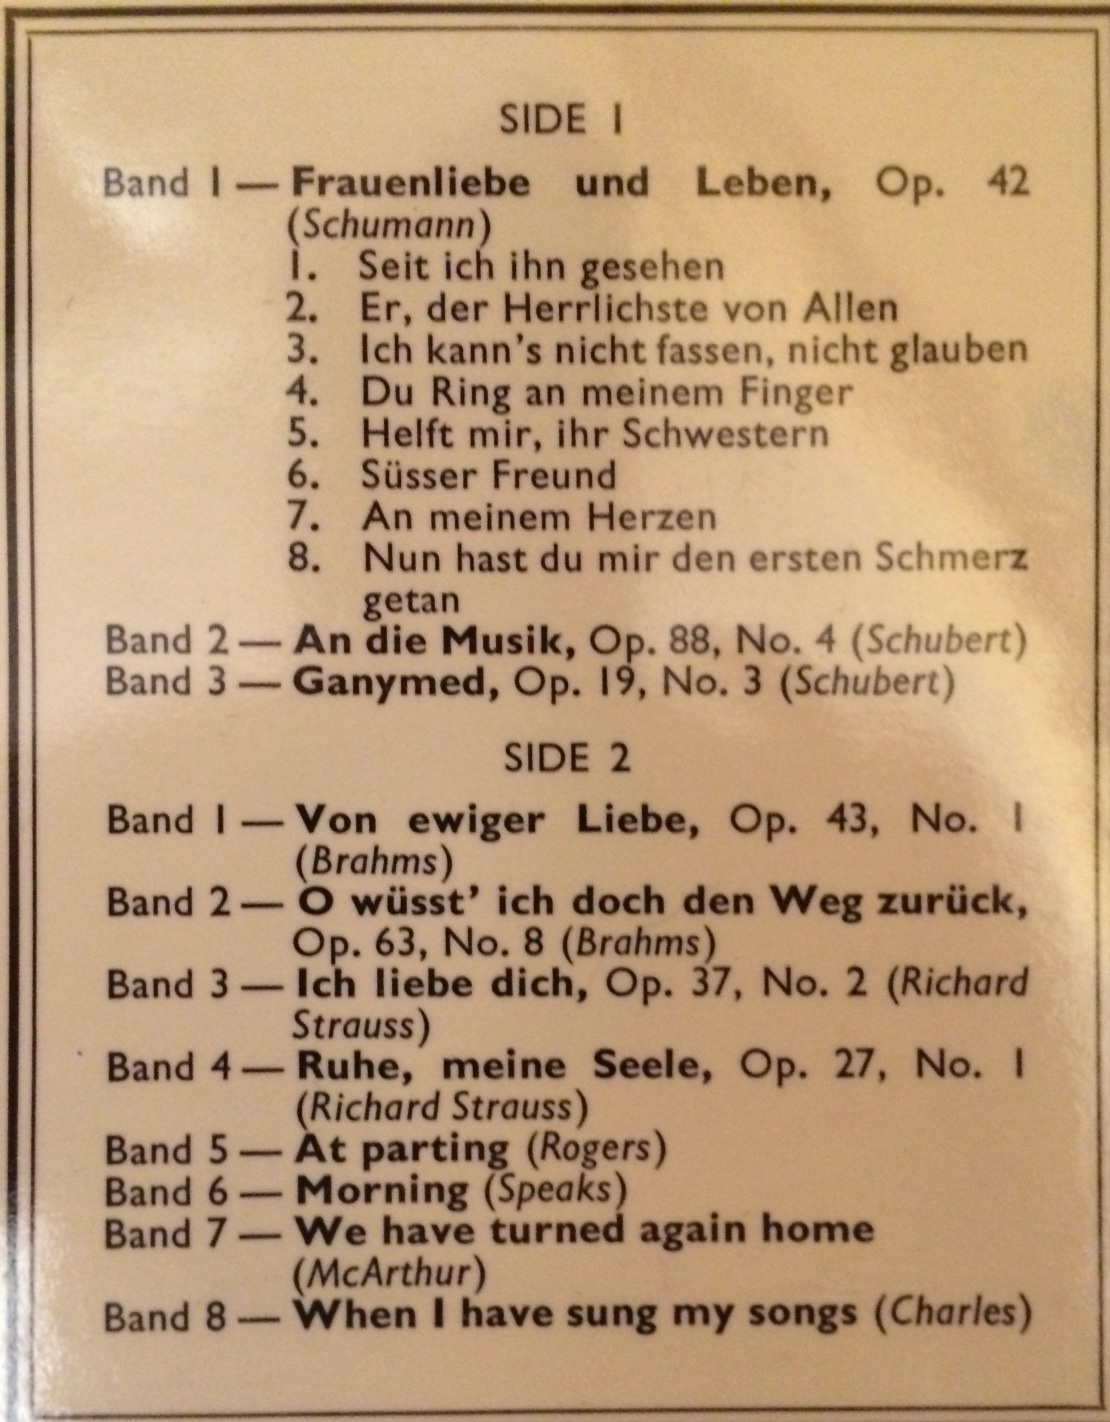 SIDE 1
Band 1 — Frauenliebe und Leben, Op. 42
(Schumann)
1. Seit ich ihn gesehen
2. Er, der Herrlichste von Allen
3. Ich kann's nicht fassen, nicht glauben
4. Du Ring an meinem Finger
5. Helft mir, ihr Schwestern
6. Süsser Freund
7. An meinem Herzen
8. Nun hast du mir den ersten Schmerz
getan
Band 2 — An die Musik, Op. 88, No. 4 (Schubert)
Band 3 — Ganymed, Op. 19, No. 3 (Schubert)
SIDE 2
Band 1 — Von ewiger Liebe, Op. 43, No. 1
(Brahms)
Band 2 — O wüsst' ich doch den Weg zurück,
Op. 63, No. 8 (Brahms)
Band 3 — Ich liebe dich, Op. 37, No. 2 (Richard
Strauss)
Band 4 — Ruhe, meine Seele, Op. 27, No. 1
(Richard Strauss)
Band 5 — At parting (Rogers)
Band 6 — Morning (Speaks)
Band 7 — We have turned again home
(McArthur)
Band 8 — When I have sung my songs (Charles)